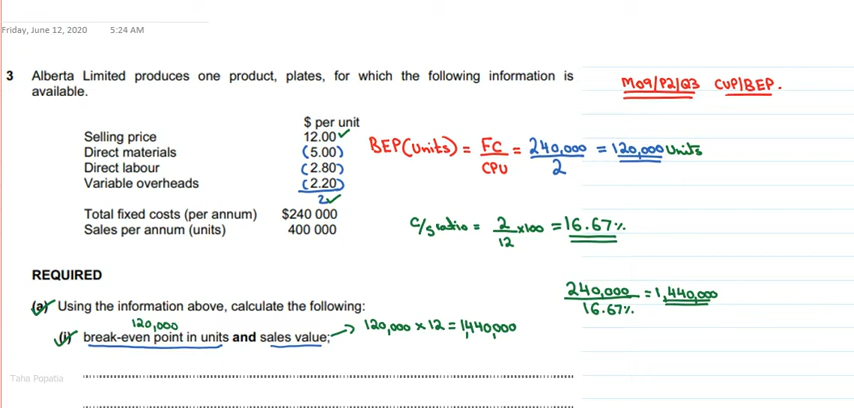 Friday, June 12, 2020 5:24 AM
3 Alberta Limited produces one product, plates, for which the following information is
available.
M09/P2/Q3 CVP/BEP.
$ per unit
Selling price 12.00 ✓
Direct materials (5.00)
Direct labour (2.80)
Variable overheads (2.20)
2 ✓
BEP(Units) = FC/CPU = 240,000/2 = 120,000 Units
Total fixed costs (per annum) $240 000
Sales per annum (units) 400 000
C/S ratio = 2/12 × 100 = 16.67%
REQUIRED
240,000/16.67% = 1,440,000
(a) Using the information above, calculate the following:
120,000
(i) break-even point in units and sales value; → 120,000 × 12 = 1,440,000
Taha Popatia